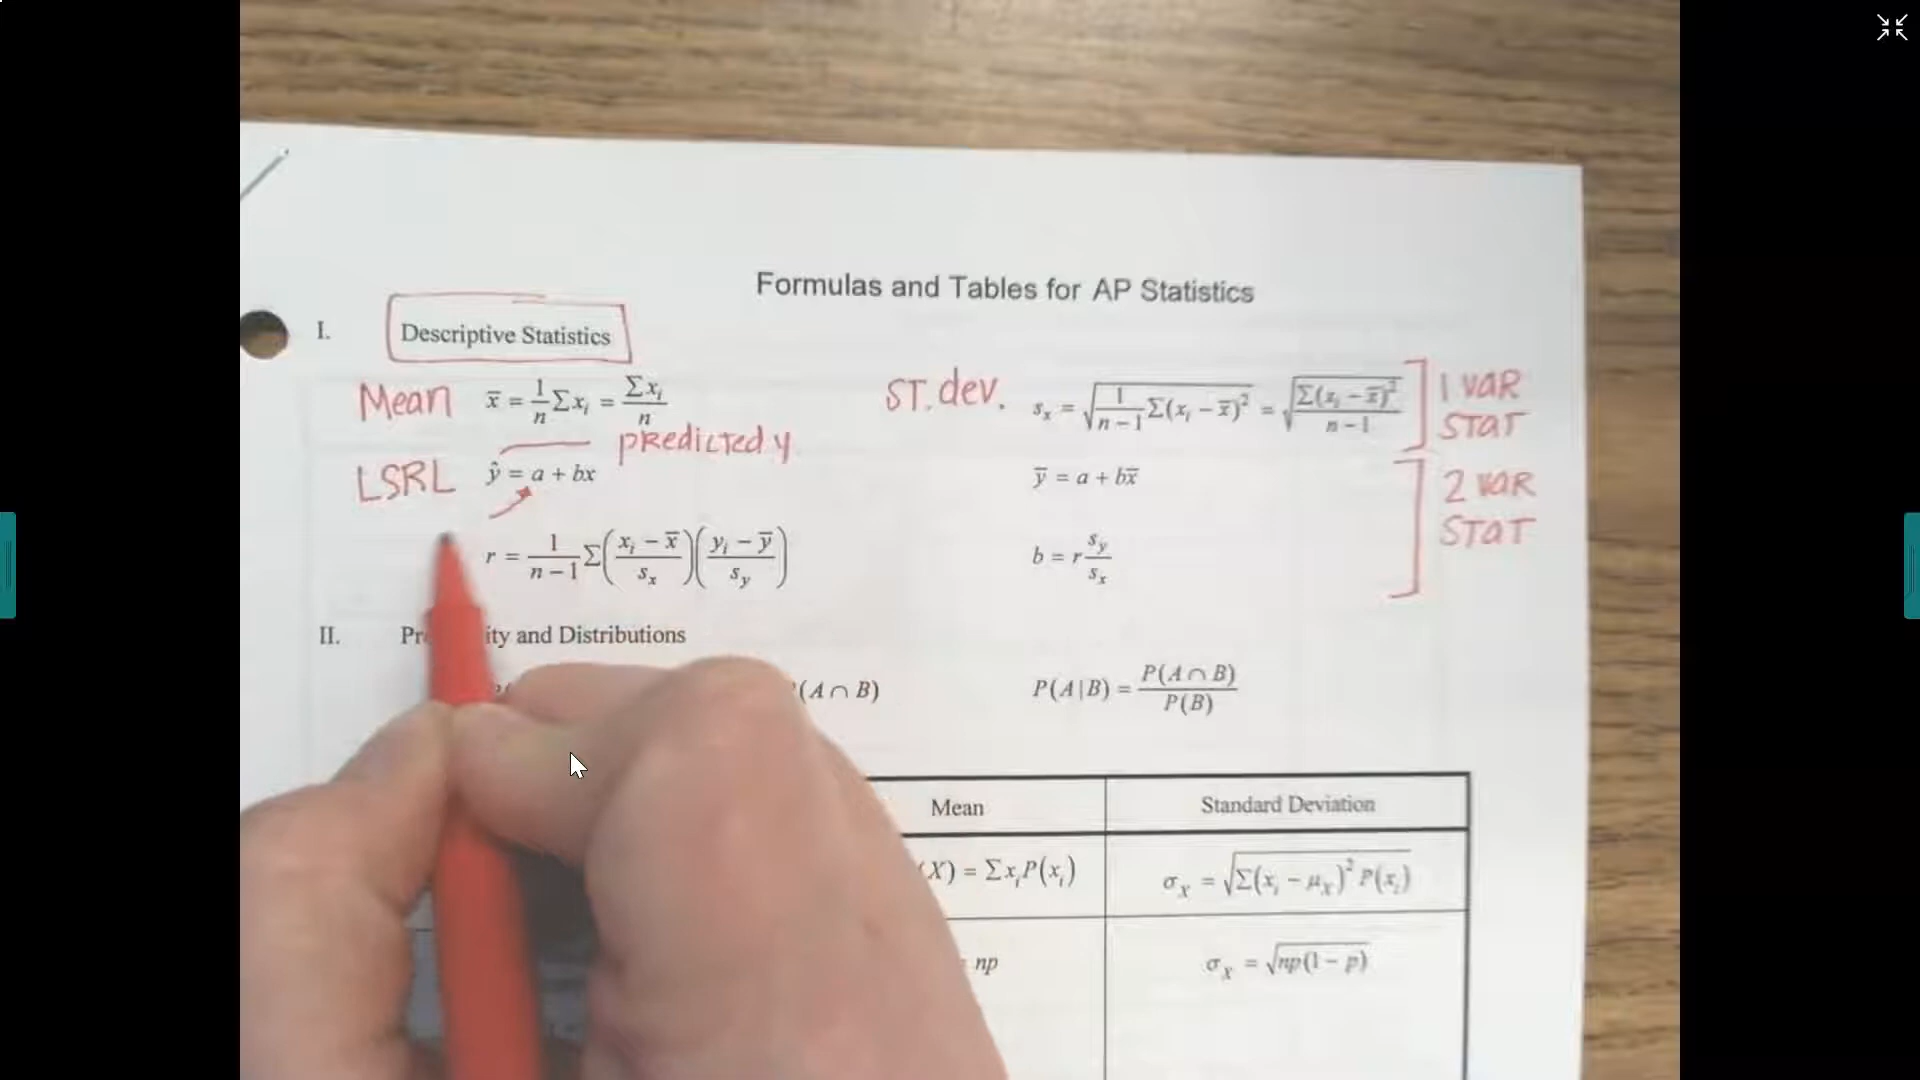 Formulas and Tables for AP Statistics
I. Descriptive Statistics
Mean x̄ = 1/n Σxᵢ = Σxᵢ/n
ST. dev. sₓ = √(1/(n−1) Σ(xᵢ − x̄)²) = √(Σ(xᵢ − x̄)²/(n−1))
1 VAR
STAT
predicted y
LSRL ŷ = a + bx
ȳ = a + bx̄
2 VAR
STAT
r = 1/(n−1) Σ((xᵢ − x̄)/sₓ)((yᵢ − ȳ)/s_y)
b = r s_y/sₓ
II. and Distributions
(A ∩ B)
P(A|B) = P(A ∩ B)/P(B)
Mean Standard Deviation
(X) = Σxᵢ P(xᵢ)
σ_X = √(Σ(xᵢ − μ_X)² P(xᵢ))
np
σ_X = √(np(1 − p))